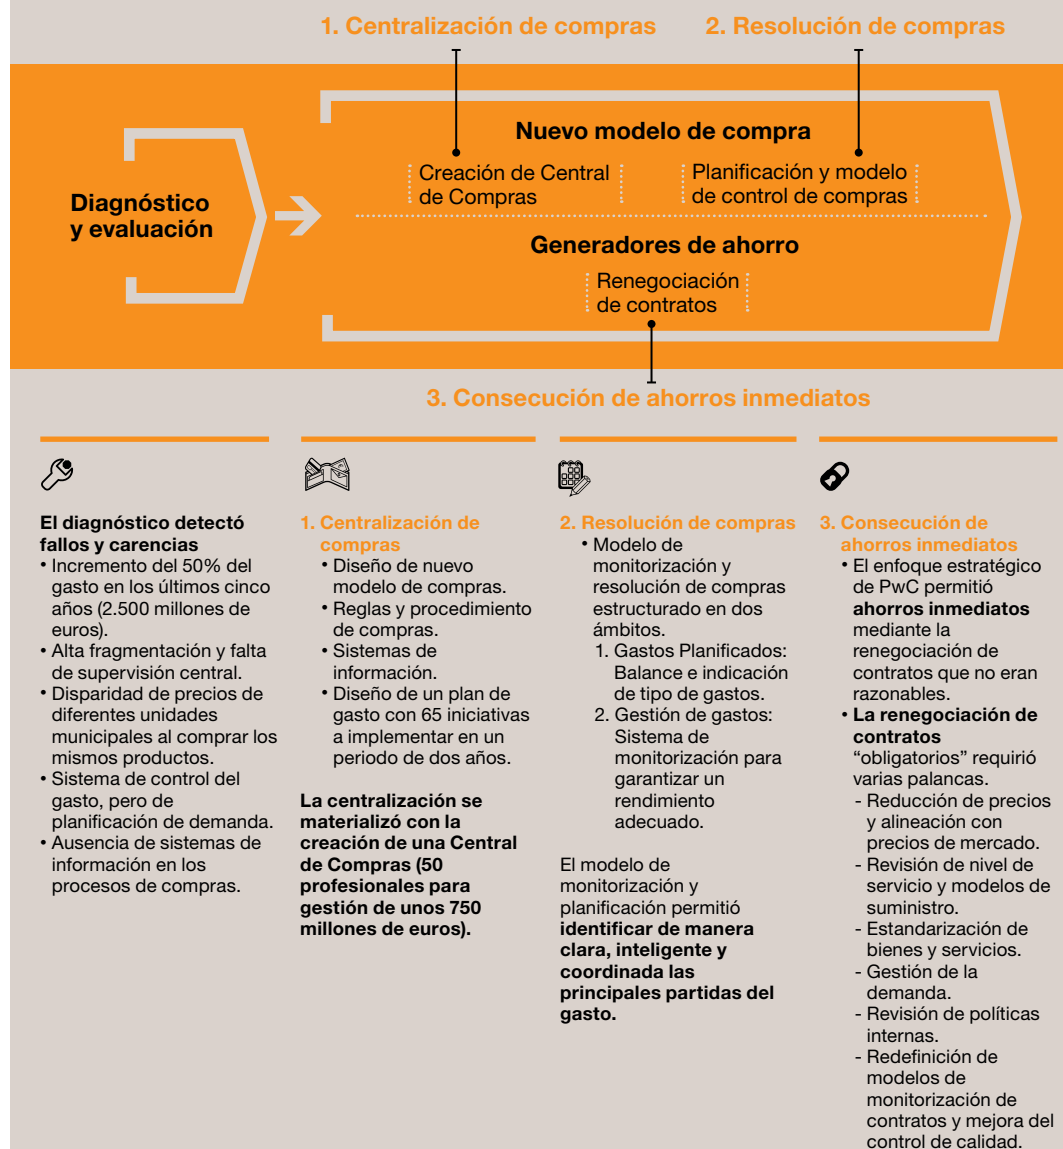 1. Centralización de compras
2. Resolución de compras
Nuevo modelo de compra
Creación de Central
de Compras
Planificación y modelo
de control de compras
Diagnóstico
y evaluación
Generadores de ahorro
Renegociación
de contratos
3. Consecución de ahorros inmediatos
El diagnóstico detectó
fallos y carencias
• Incremento del 50% del
gasto en los últimos cinco
años (2.500 millones de
euros).
• Alta fragmentación y falta
de supervisión central.
• Disparidad de precios de
diferentes unidades
municipales al comprar los
mismos productos.
• Sistema de control del
gasto, pero de
planificación de demanda.
• Ausencia de sistemas de
información en los
procesos de compras.
1. Centralización de
compras
• Diseño de nuevo
modelo de compras.
• Reglas y procedimiento
de compras.
• Sistemas de
información.
• Diseño de un plan de
gasto con 65 iniciativas
a implementar en un
periodo de dos años.
La centralización se
materializó con la
creación de una Central
de Compras (50
profesionales para
gestión de unos 750
millones de euros).
2. Resolución de compras
• Modelo de
monitorización y
resolución de compras
estructurado en dos
ámbitos.
1. Gastos Planificados:
Balance e indicación
de tipo de gastos.
2. Gestión de gastos:
Sistema de
monitorización para
garantizar un
rendimiento
adecuado.
El modelo de
monitorización y
planificación permitió
identificar de manera
clara, inteligente y
coordinada las
principales partidas del
gasto.
3. Consecución de
ahorros inmediatos
• El enfoque estratégico
de PwC permitió
ahorros inmediatos
mediante la
renegociación de
contratos que no eran
razonables.
• La renegociación de
contratos
“obligatorios” requirió
varias palancas.
- Reducción de precios
y alineación con
precios de mercado.
- Revisión de nivel de
servicio y modelos de
suministro.
- Estandarización de
bienes y servicios.
- Gestión de la
demanda.
- Revisión de políticas
internas.
- Redefinición de
modelos de
monitorización de
contratos y mejora del
control de calidad.